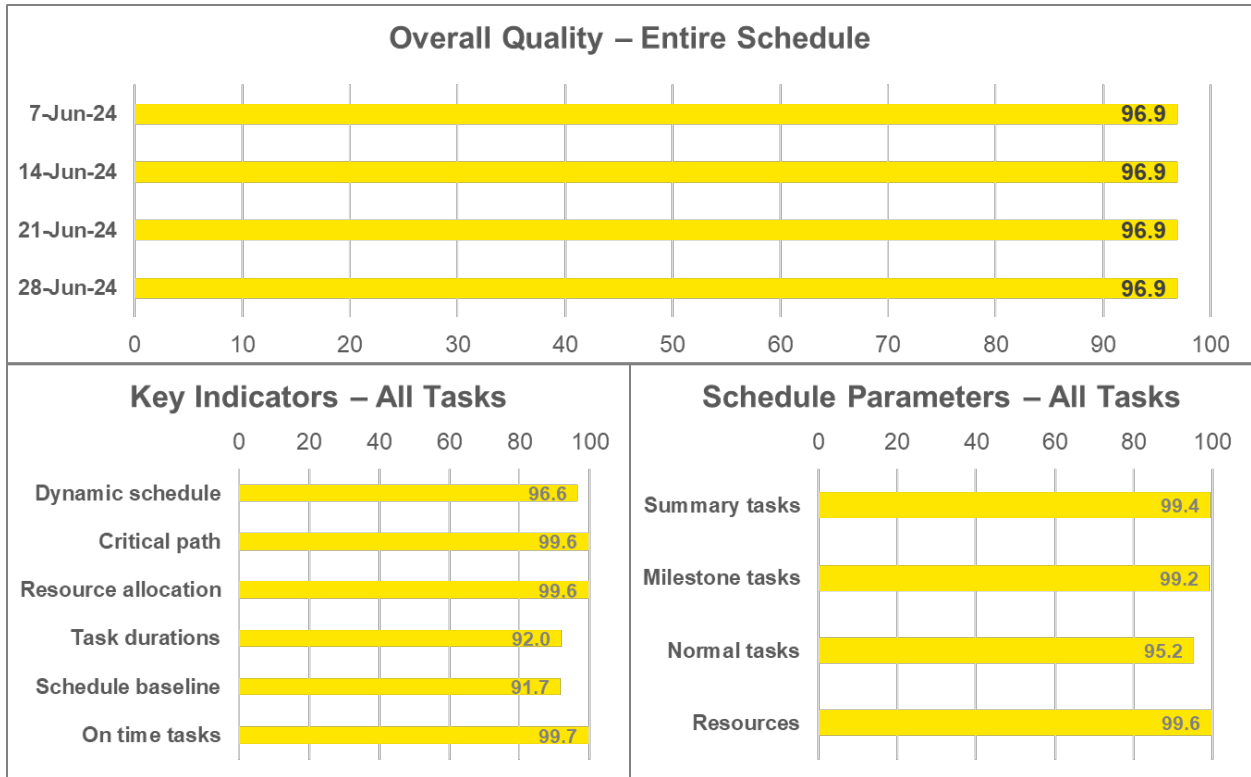 Overall Quality – Entire Schedule
7-Jun-24 96.9
14-Jun-24 96.9
21-Jun-24 96.9
28-Jun-24 96.9
0 10 20 30 40 50 60 70 80 90 100
Key Indicators – All Tasks
0 20 40 60 80 100
Dynamic schedule 96.6
Critical path 99.6
Resource allocation 99.6
Task durations 92.0
Schedule baseline 91.7
On time tasks 99.7
Schedule Parameters – All Tasks
0 20 40 60 80 100
Summary tasks 99.4
Milestone tasks 99.2
Normal tasks 95.2
Resources 99.6